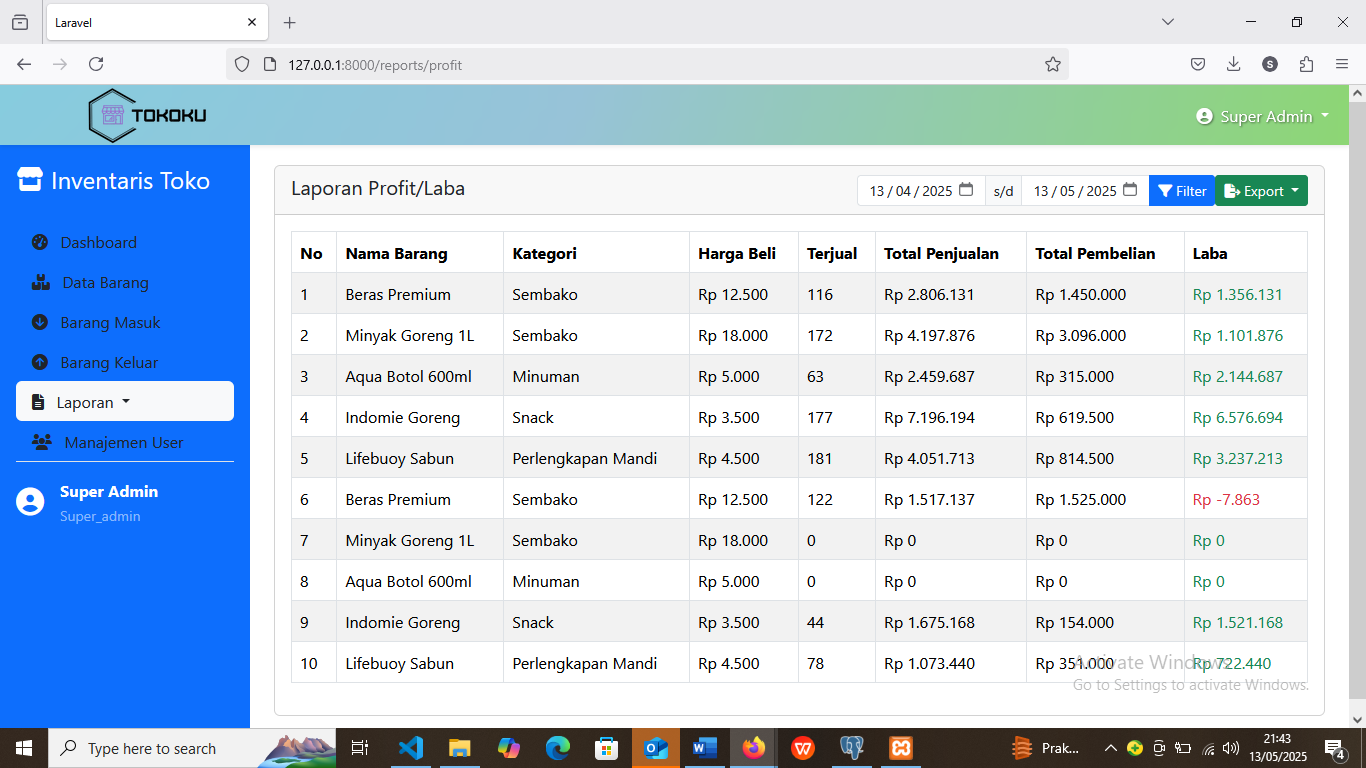 Laravel
127.0.0.1:8000/reports/profit
S
TOKOKU
Super Admin
Inventaris Toko
Dashboard
Data Barang
Barang Masuk
Barang Keluar
Laporan
Manajemen User
Super Admin
Super_admin
Laporan Profit/Laba
13 / 04 / 2025 s/d 13 / 05 / 2025 Filter Export
No Nama Barang Kategori Harga Beli Terjual Total Penjualan Total Pembelian Laba
1 Beras Premium Sembako Rp 12.500 116 Rp 2.806.131 Rp 1.450.000 Rp 1.356.131
2 Minyak Goreng 1L Sembako Rp 18.000 172 Rp 4.197.876 Rp 3.096.000 Rp 1.101.876
3 Aqua Botol 600ml Minuman Rp 5.000 63 Rp 2.459.687 Rp 315.000 Rp 2.144.687
4 Indomie Goreng Snack Rp 3.500 177 Rp 7.196.194 Rp 619.500 Rp 6.576.694
5 Lifebuoy Sabun Perlengkapan Mandi Rp 4.500 181 Rp 4.051.713 Rp 814.500 Rp 3.237.213
6 Beras Premium Sembako Rp 12.500 122 Rp 1.517.137 Rp 1.525.000 Rp -7.863
7 Minyak Goreng 1L Sembako Rp 18.000 0 Rp 0 Rp 0 Rp 0
8 Aqua Botol 600ml Minuman Rp 5.000 0 Rp 0 Rp 0 Rp 0
9 Indomie Goreng Snack Rp 3.500 44 Rp 1.675.168 Rp 154.000 Rp 1.521.168
10 Lifebuoy Sabun Perlengkapan Mandi Rp 4.500 78 Rp 1.073.440 Rp 351.000 Rp 722.440
Activate Windows
Go to Settings to activate Windows.
Type here to search
Prak...
21:43
13/05/2025
4